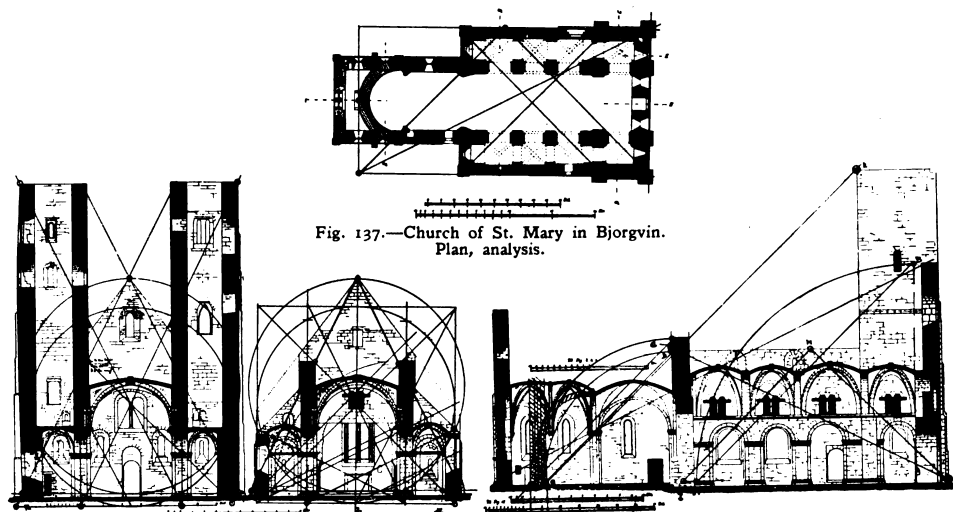 Fig. 137.—Church of St. Mary in Bjorgvin.
Plan, analysis.